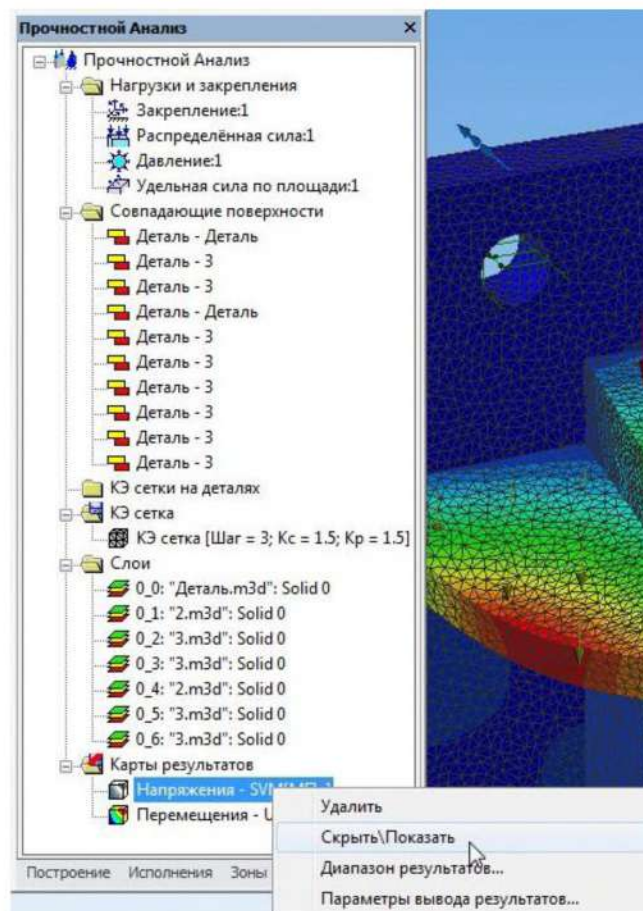 Прочностной Анализ
Прочностной Анализ
Нагрузки и закрепления
Закрепление:1
Распределённая сила:1
Давление:1
Удельная сила по площади:1
Совпадающие поверхности
Деталь - Деталь
Деталь - 3
Деталь - 3
Деталь - Деталь
Деталь - 3
Деталь - 3
Деталь - 3
Деталь - 3
Деталь - 3
Деталь - 3
КЭ сетки на деталях
КЭ сетка
КЭ сетка [Шаг = 3; Кс = 1.5; Кр = 1.5]
Слои
0_0: "Деталь.m3d": Solid 0
0_1: "2.m3d": Solid 0
0_2: "3.m3d": Solid 0
0_3: "3.m3d": Solid 0
0_4: "2.m3d": Solid 0
0_5: "3.m3d": Solid 0
0_6: "3.m3d": Solid 0
Карты результатов
Напряжения - SVM
Перемещения - U
Удалить
Скрыть\Показать
Диапазон результатов...
Параметры вывода результатов...
Построение Исполнения Зоны